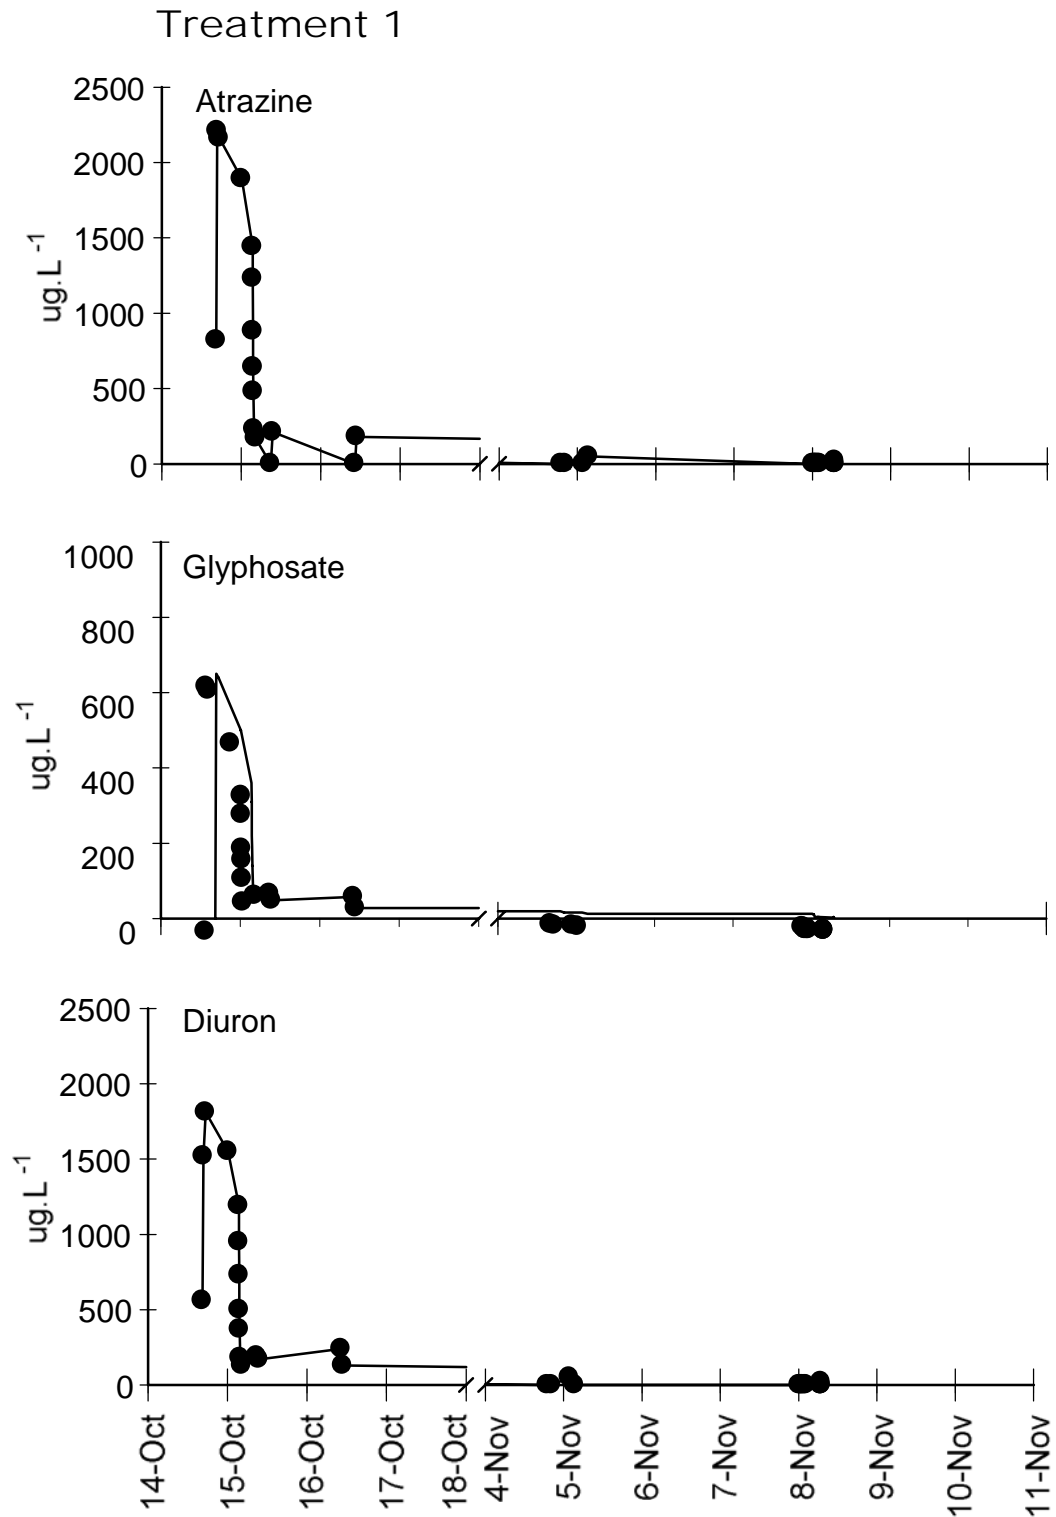 Treatment 1
2500
Atrazine
2000
1500
ug.L -1
1000
500
0
1000
Glyphosate
800
600
ug.L -1
400
200
0
2500
Diuron
2000
1500
ug.L -1
1000
500
0
14-Oct 15-Oct 16-Oct 17-Oct 18-Oct 4-Nov 5-Nov 6-Nov 7-Nov 8-Nov 9-Nov 10-Nov 11-Nov